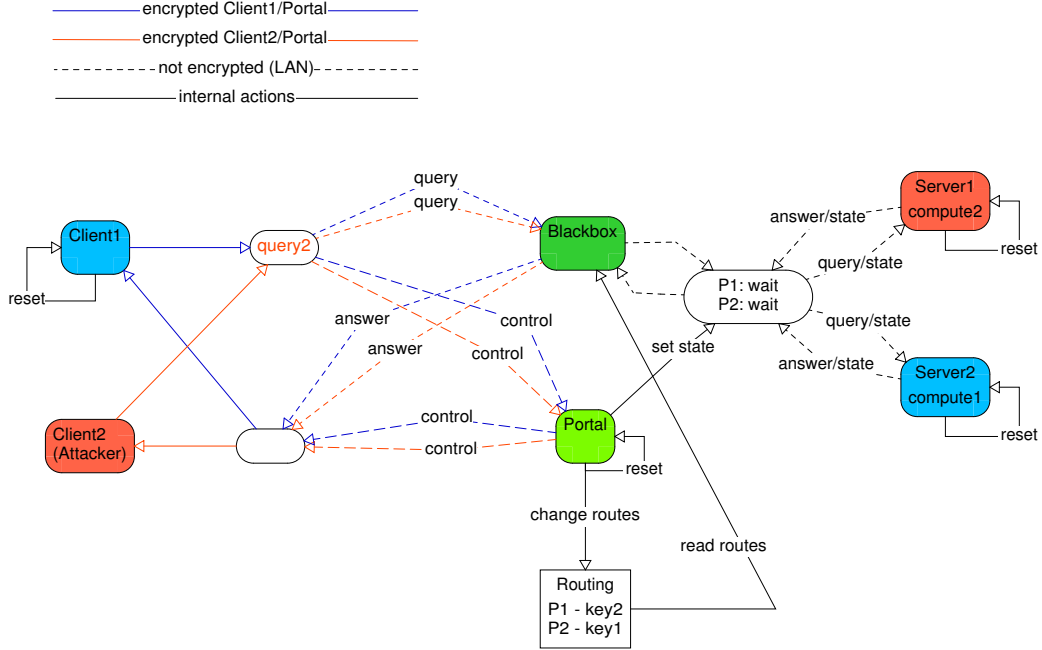 encrypted Client1/Portal
encrypted Client2/Portal
not encrypted (LAN)
internal actions
query
query
Client1
query2
Blackbox
Server1
compute2
answer/state
reset
query/state
reset
P1: wait
P2: wait
answer
control
query/state
answer
control
set state
answer/state
Server2
compute1
control
Portal
Client2
(Attacker)
control
reset
reset
change routes
read routes
Routing
P1 - key2
P2 - key1